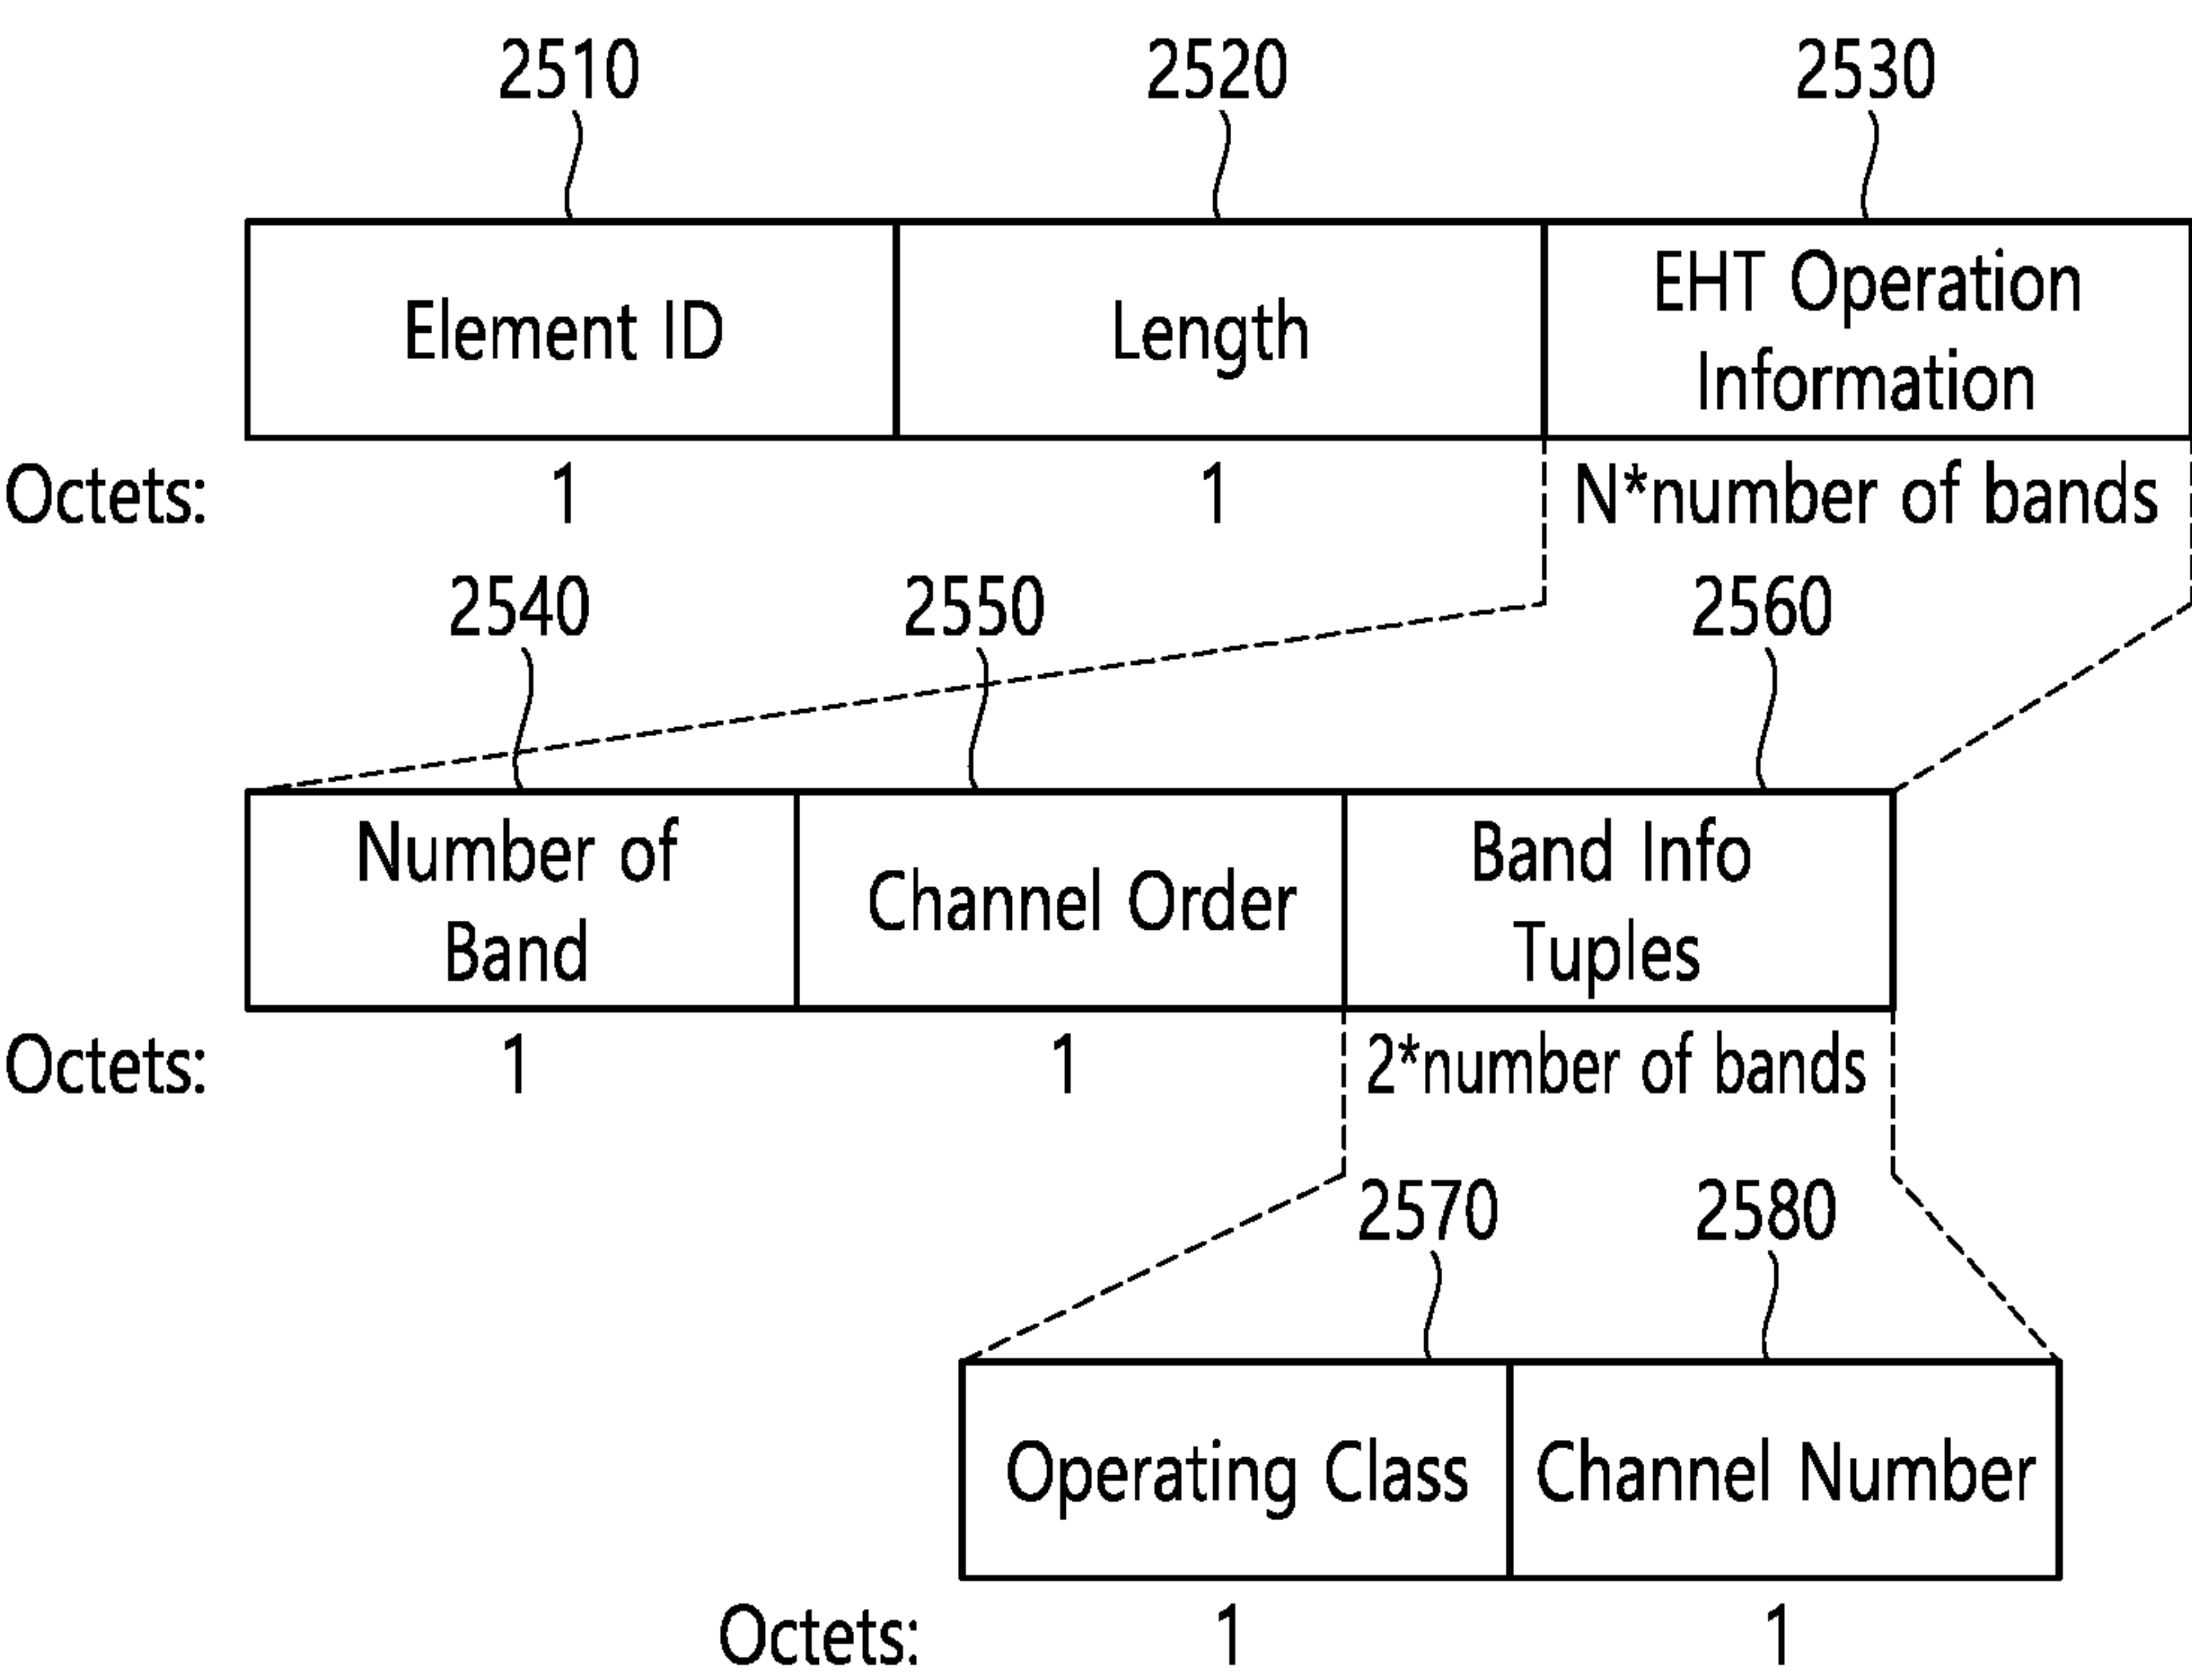 2510 2520 2530
Element ID Length EHT Operation
Information
Octets: 1 1 N*number of bands
2540 2550 2560
Number of
Band Channel Order Band Info
Tuples
Octets: 1 1 2*number of bands
2570 2580
Operating Class Channel Number
Octets: 1 1